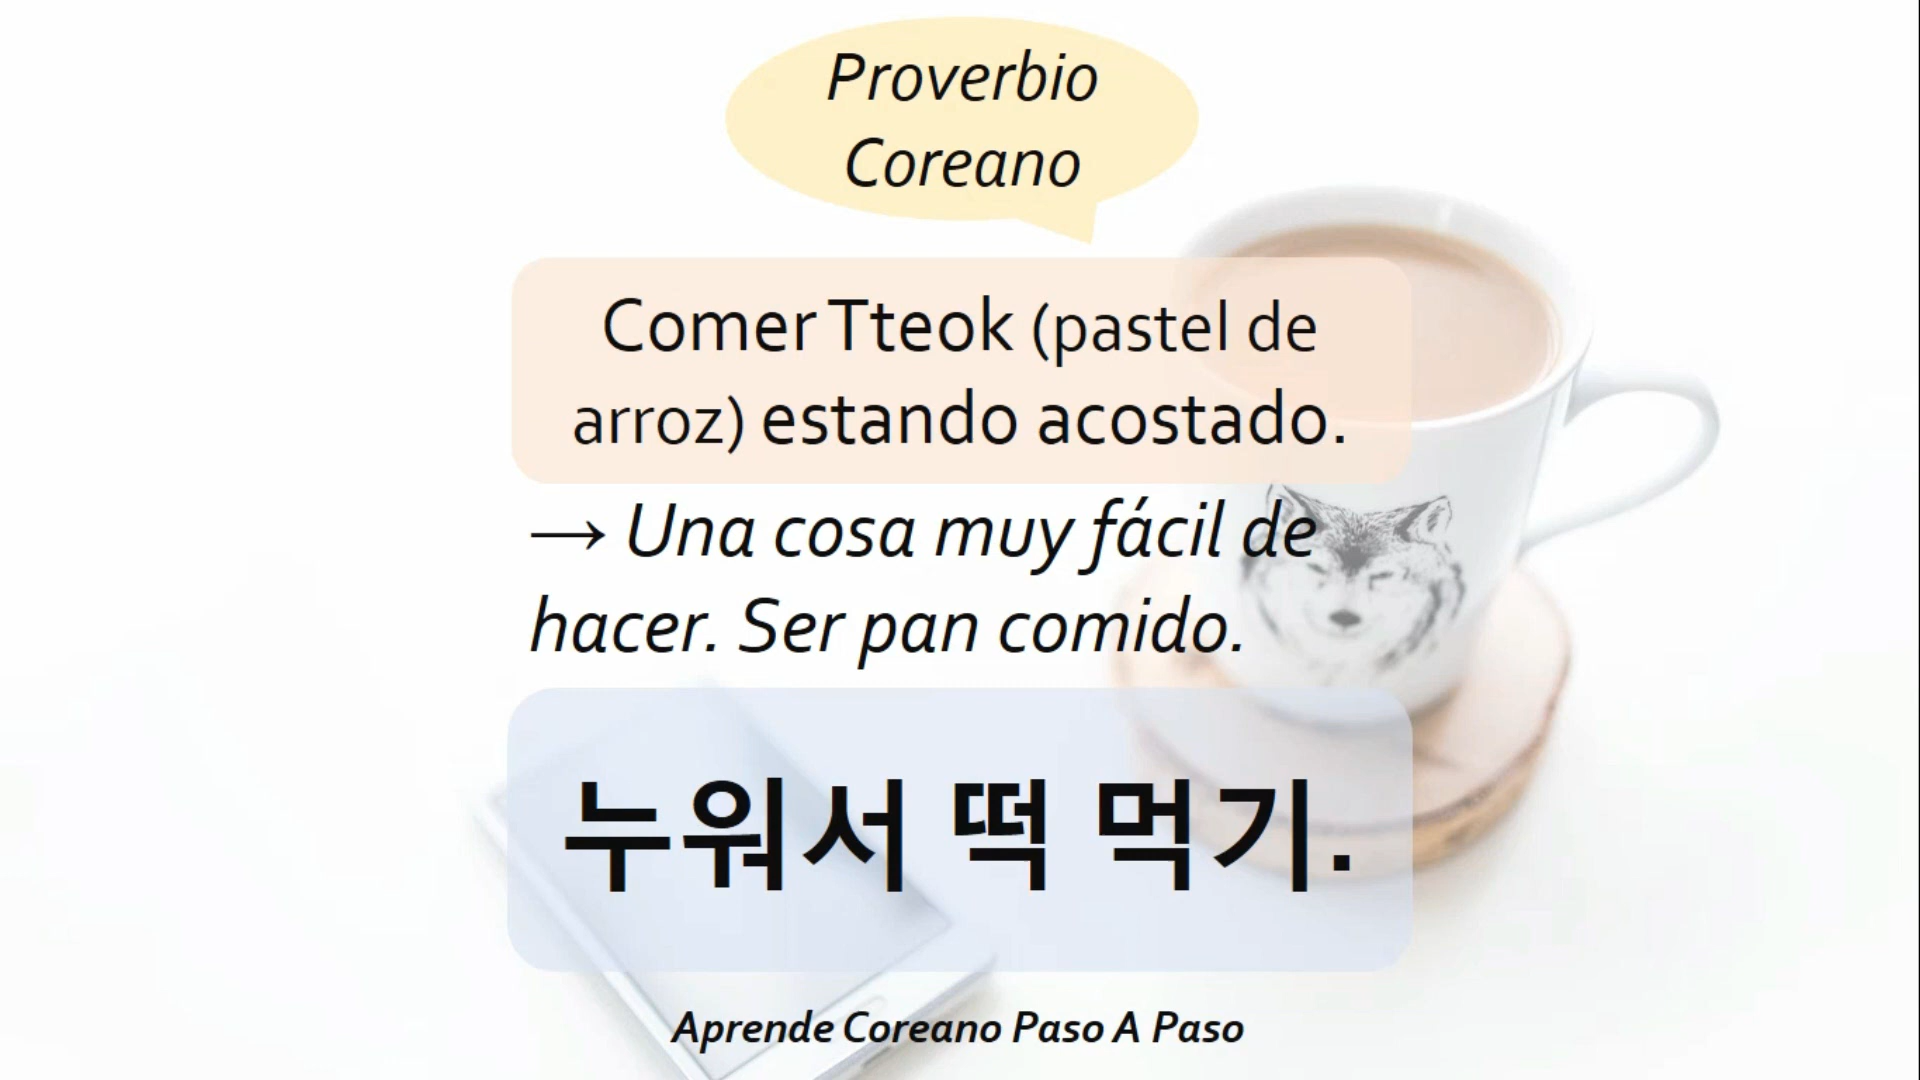 Proverbio
Coreano
Comer Tteok (pastel de
arroz) estando acostado.
→ Una cosa muy fácil de
hacer. Ser pan comido.
누워서 떡 먹기.
Aprende Coreano Paso A Paso